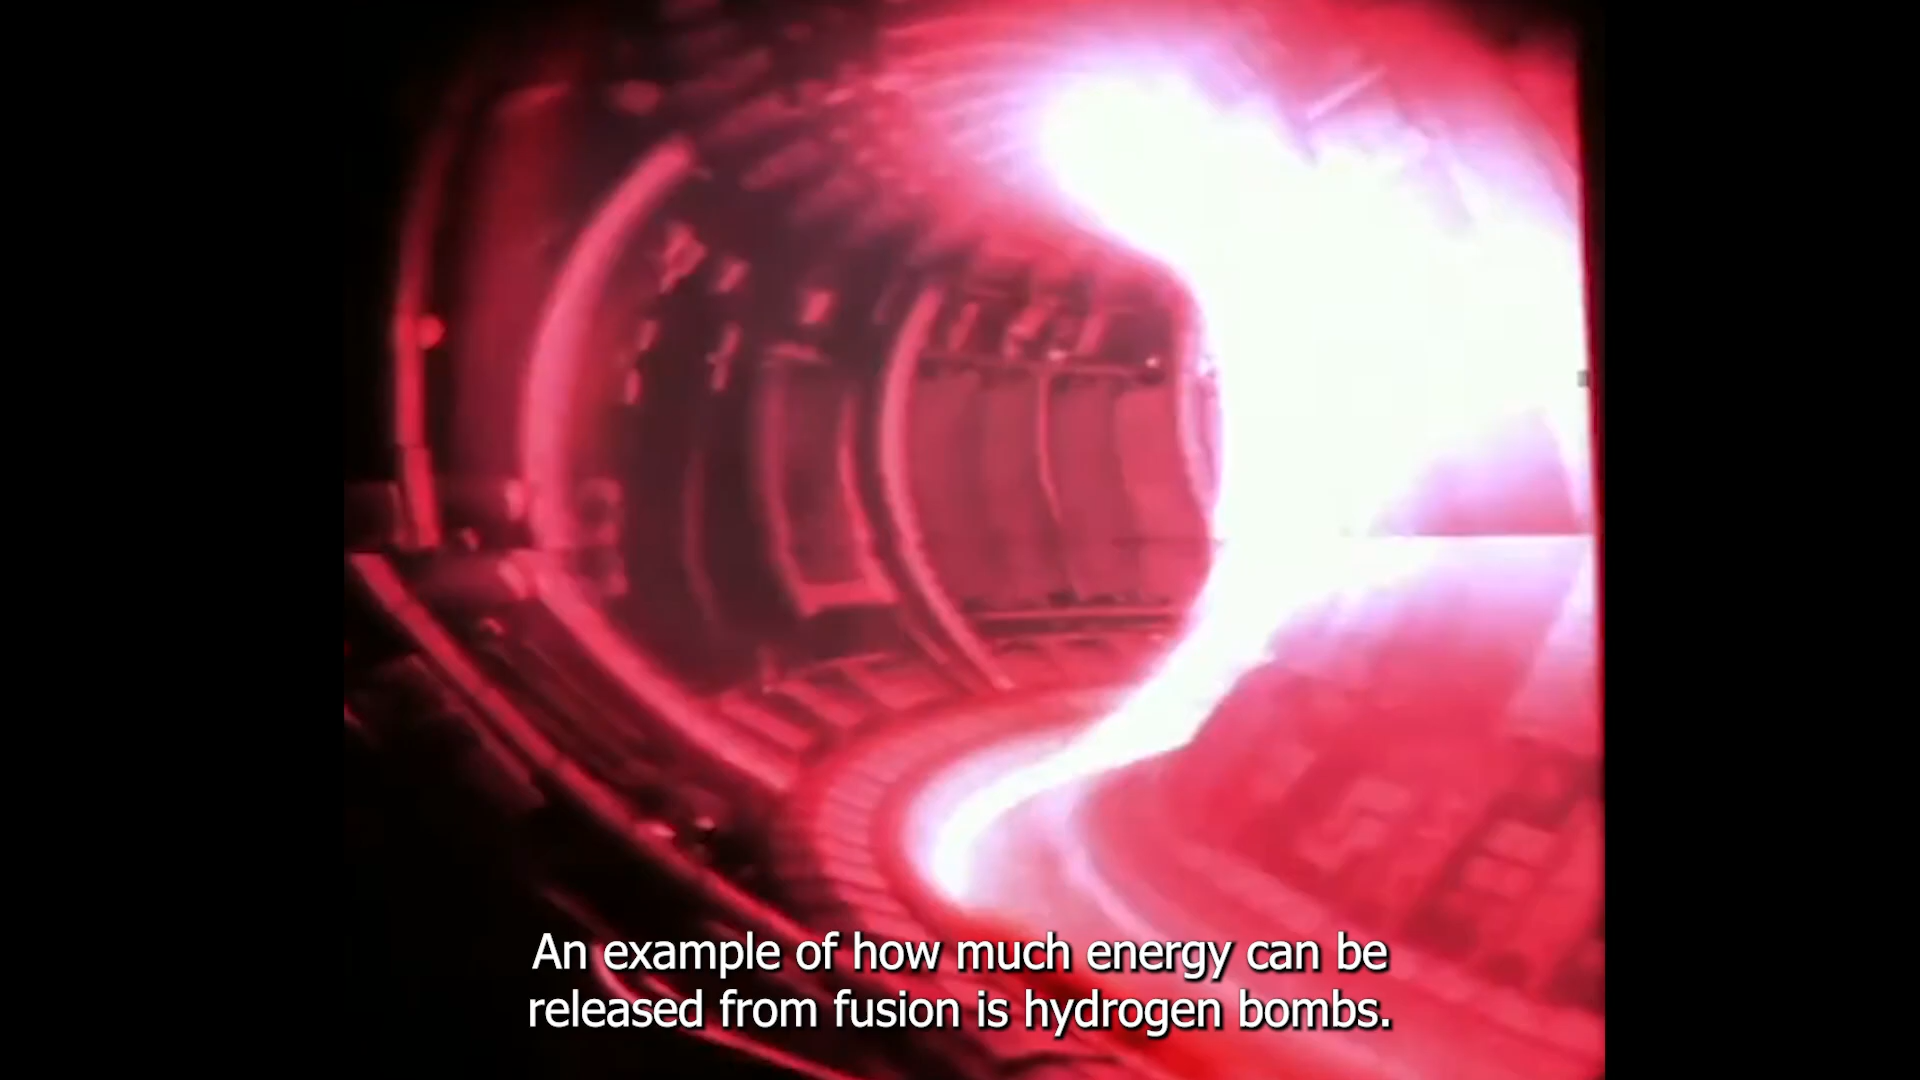 An example of how much energy can be
released from fusion is hydrogen bombs.